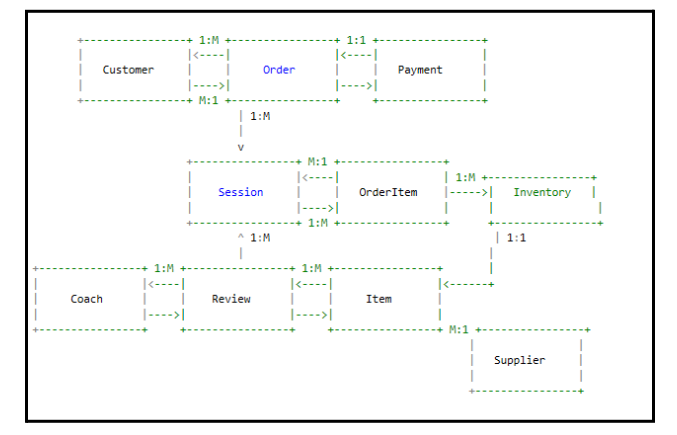 1:M 1:1
Customer Order Payment
M:1
1:M
v
M:1
Session OrderItem 1:M Inventory
1:M
^ 1:M 1:1
1:M 1:M
Coach Review Item
M:1
Supplier